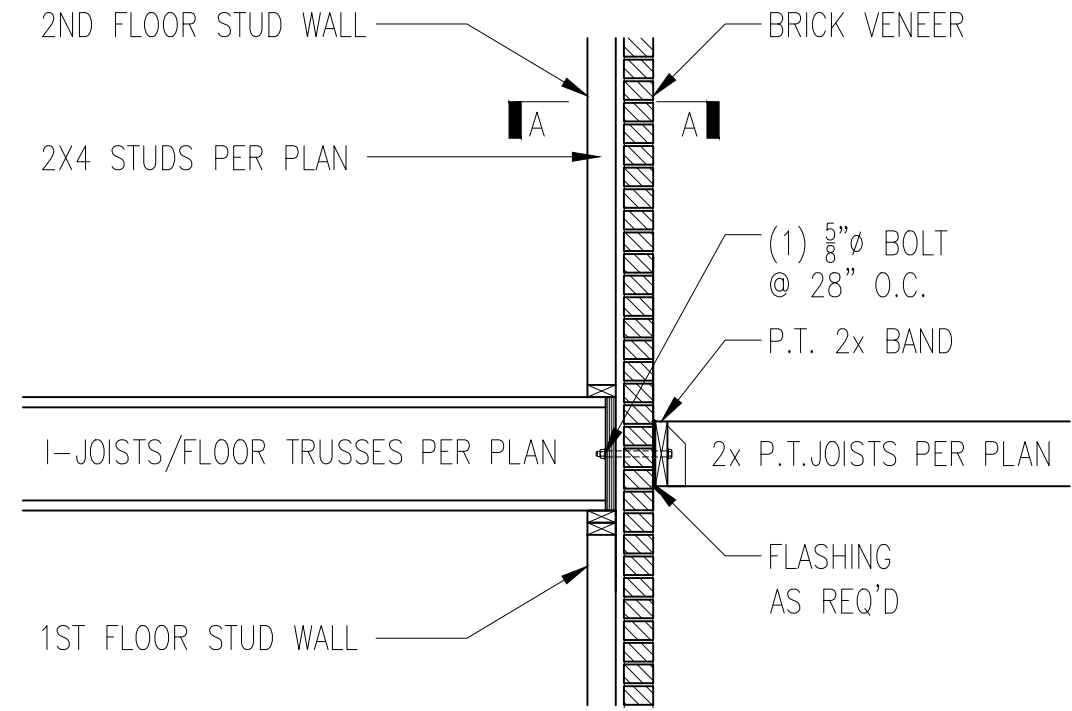 2ND FLOOR STUD WALL
BRICK VENEER
A
A
2X4 STUDS PER PLAN
(1) 5/8"ø BOLT
@ 28" O.C.
P.T. 2x BAND
I-JOISTS/FLOOR TRUSSES PER PLAN
2x P.T.JOISTS PER PLAN
FLASHING
AS REQ'D
1ST FLOOR STUD WALL